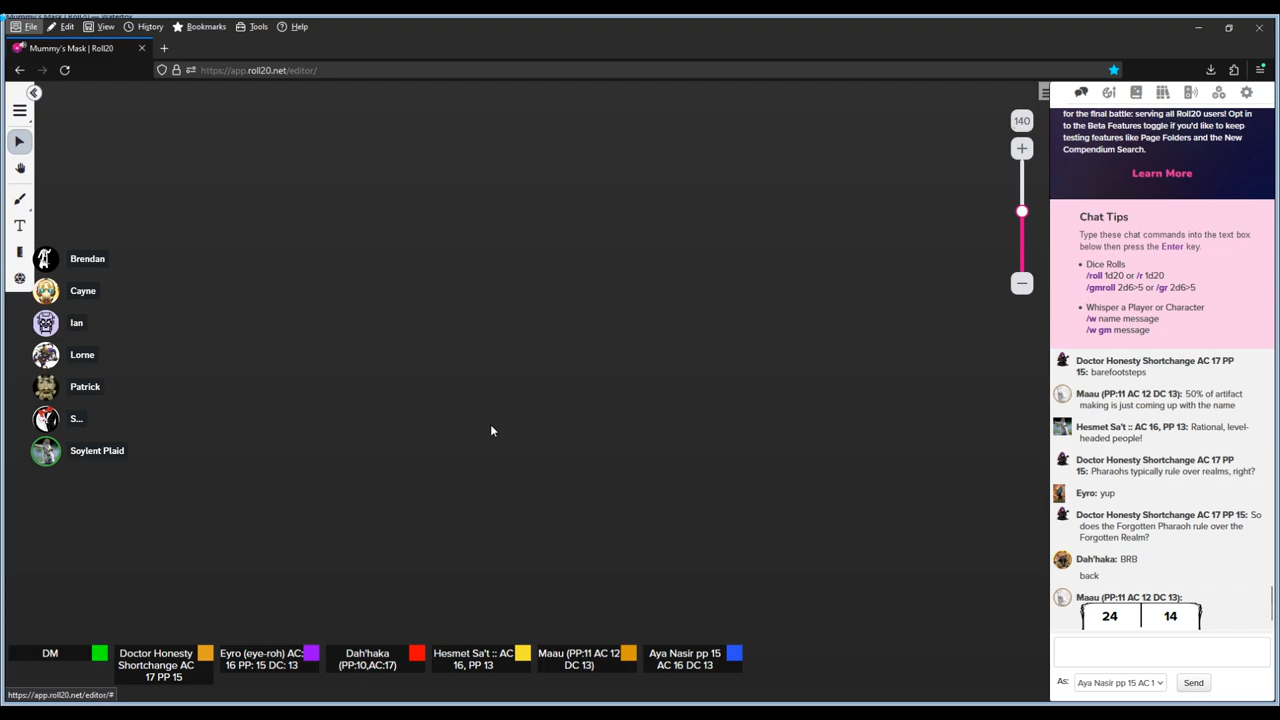 File Edit View History Bookmarks Tools Help
Mummy's Mask | Roll20
https://app.roll20.net/editor/
140
for the final battle: serving all Roll20 users! Opt in
to the Beta Features toggle if you'd like to keep
testing features like Page Folders and the New
Compendium Search.
Learn More
Chat Tips
Type these chat commands into the text box
below then press the Enter key.
• Dice Rolls
/roll 1d20 or /r 1d20
/gmroll 2d6>5 or /gr 2d6>5
• Whisper a Player or Character
/w name message
/w gm message
Brendan
Cayne
Ian
Lorne
Patrick
S...
Soylent Plaid
Doctor Honesty Shortchange AC 17 PP
15: barefootsteps
Maau (PP:11 AC 12 DC 13): 50% of artifact
making is just coming up with the name
Hesmet Sa't :: AC 16, PP 13: Rational, level-
headed people!
Doctor Honesty Shortchange AC 17 PP
15: Pharaohs typically rule over realms, right?
Eyro: yup
Doctor Honesty Shortchange AC 17 PP 15: So
does the Forgotten Pharaoh rule over the
Forgotten Realm?
Dah'haka: BRB
back
Maau (PP:11 AC 12 DC 13):
24 14
DM
Doctor Honesty
Shortchange AC
17 PP 15
Eyro (eye-roh) AC:
16 PP: 15 DC: 13
Dah'haka
(PP:10,AC:17)
Hesmet Sa't :: AC
16, PP 13
Maau (PP:11 AC 12
DC 13)
Aya Nasir pp 15
AC 16 DC 13
As: Aya Nasir pp 15 AC 1 Send
https://app.roll20.net/editor/#